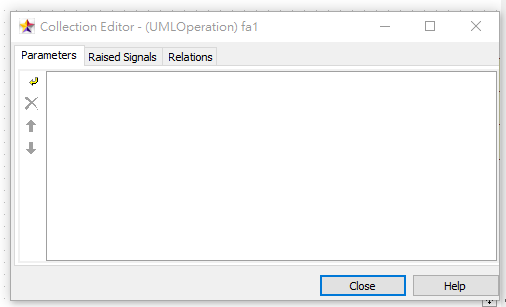 Collection Editor - (UMLOperation) fa1
Parameters Raised Signals Relations
Close Help